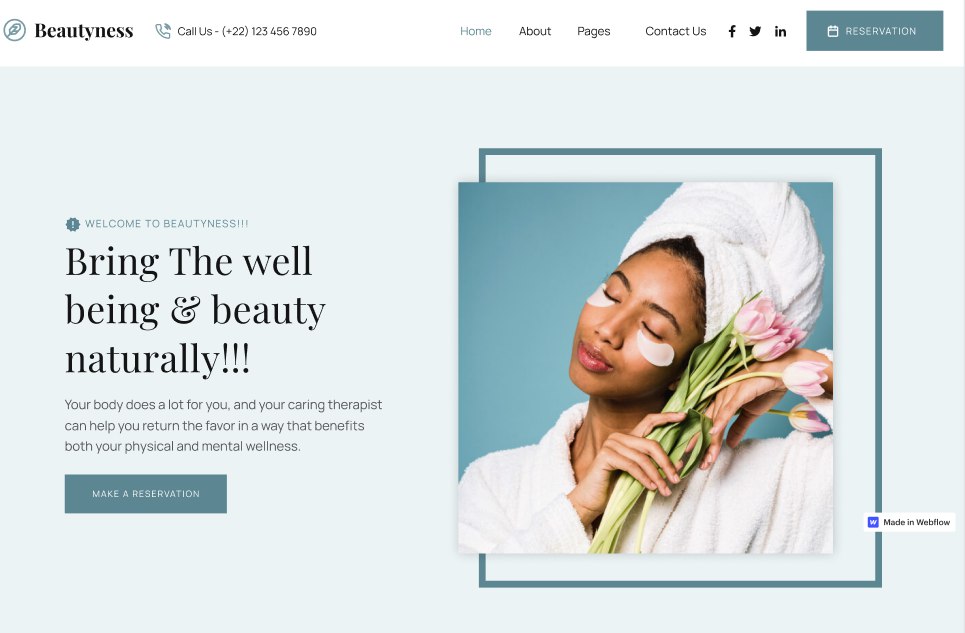 Beautyness
Call Us - (+22) 123 456 7890
Home
About
Pages
Contact Us
RESERVATION
WELCOME TO BEAUTYNESS!!!
Bring The well
being & beauty
naturally!!!
Your body does a lot for you, and your caring therapist
can help you return the favor in a way that benefits
both your physical and mental wellness.
MAKE A RESERVATION
Made in Webflow